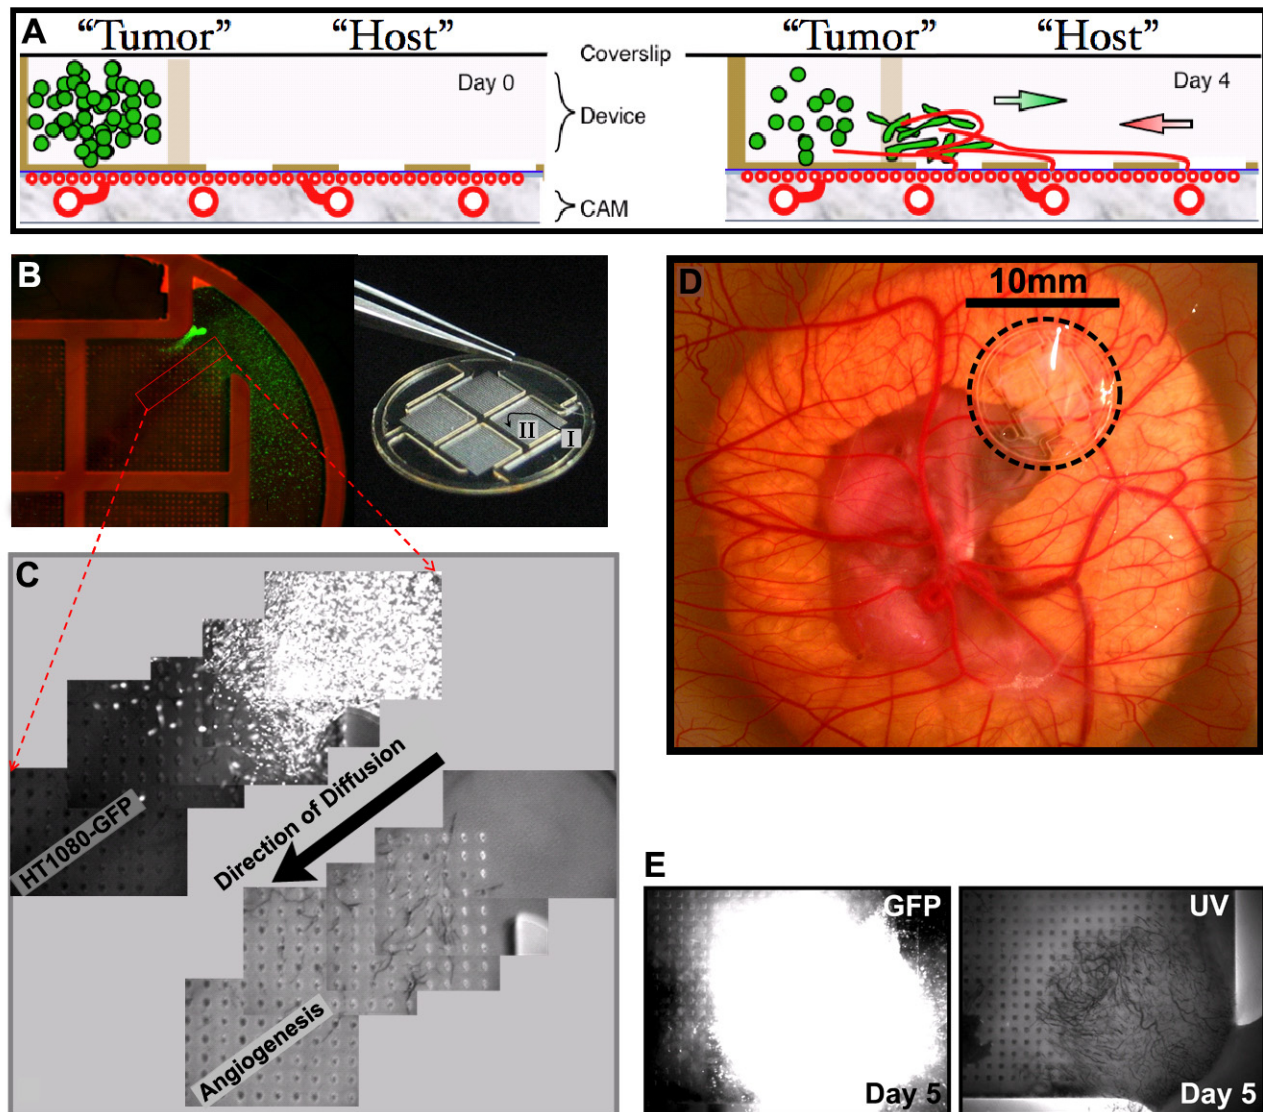 A
“Tumor”
“Host”
Day 0
Coverslip
Device
CAM
“Tumor”
“Host”
Day 4
B
II
I
C
HT1080-GFP
Direction of Diffusion
Angiogenesis
D
10mm
E
GFP
Day 5
UV
Day 5